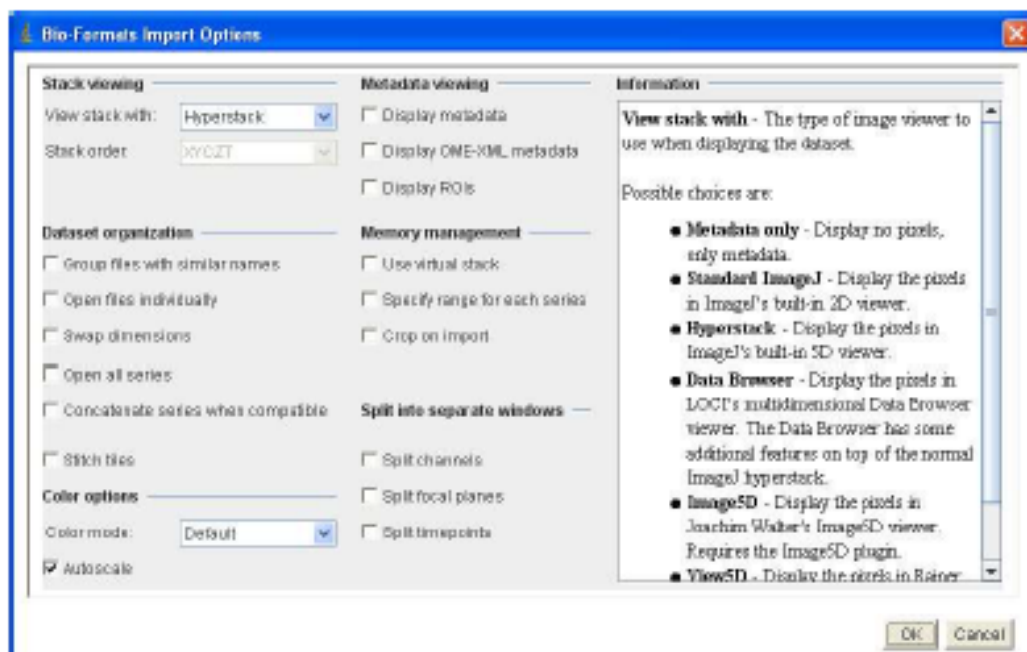 Bio-Formats Import Options
Stack viewing
View stack with:
Hyperstack
Stack order:
XYCZT
Dataset organization
Group files with similar names
Open files individually
Swap dimensions
Open all series
Concatenate series when compatible
Stitch tiles
Color options
Color mode:
Default
Autoscale
Metadata viewing
Display metadata
Display OME-XML metadata
Display ROIs
Memory management
Use virtual stack
Specify range for each series
Crop on import
Split into separate windows
Split channels
Split focal planes
Split timepoints
Information
View stack with - The type of image viewer to
use when displaying the dataset.
Possible choices are:
Metadata only - Display no pixels,
only metadata.
Standard ImageJ - Display the pixels
in ImageJ's built-in 2D viewer.
Hyperstack - Display the pixels in
ImageJ's built-in 5D viewer.
Data Browser - Display the pixels in
LOCI's multidimensional Data Browser
viewer. The Data Browser has some
additional features on top of the normal
ImageJ hyperstack.
Image5D - Display the pixels in
Joachim Walter's Image5D viewer.
Requires the Image5D plugin.
View5D - Display the pixels in Rainer
OK
Cancel